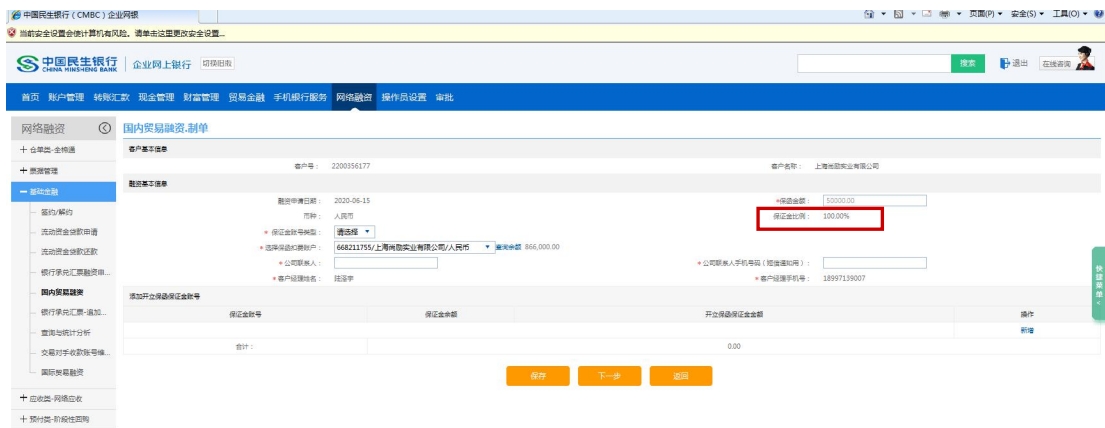 中国民生银行（CMBC）企业网银
页面(P) 安全(S) 工具(O)
当前安全设置会使计算机有风险。请单击这里更改安全设置...
中国民生银行 CHINA MINSHENG BANK 企业网上银行 切换旧版 搜索 退出 在线咨询
首页 账户管理 转账汇款 现金管理 财富管理 贸易金融 手机银行服务 网络融资 操作员设置 审批
网络融资 国内贸易融资.制单
+ 仓单类-全棉通 客户基本信息
客户号： 2200356177 客户名称： 上海尚勋实业有限公司
+ 票据管理
融资基本信息
— 基础金融
融资申请日期： 2020-06-15 *保函金额： 50000.00
签约/解约 币种： 人民币 保证金比例： 100.00%
流动资金贷款申请 * 保证金账号类型： 请选择
流动资金贷款还款 * 选择保函扣费账户： 668211755/上海尚勋实业有限公司/人民币 查询余额 866,000.00
* 公司联系人： * 公司联系人手机号码（短信通知用）：
银行承兑汇票融资申...
* 客户经理姓名： * 客户经理手机号： 18997139007
国内贸易融资
添加开立保函保证金账号
银行承兑汇票-追加...
保证金账号 保证金余额 开立保函保证金金额 操作
查询与统计分析 新增
交易对手收款账号维...
合计： 0.00
国际贸易融资
保存 下一步 返回
+ 应收类-网络应收
+ 预付类-阶段性回购
快捷菜单 <